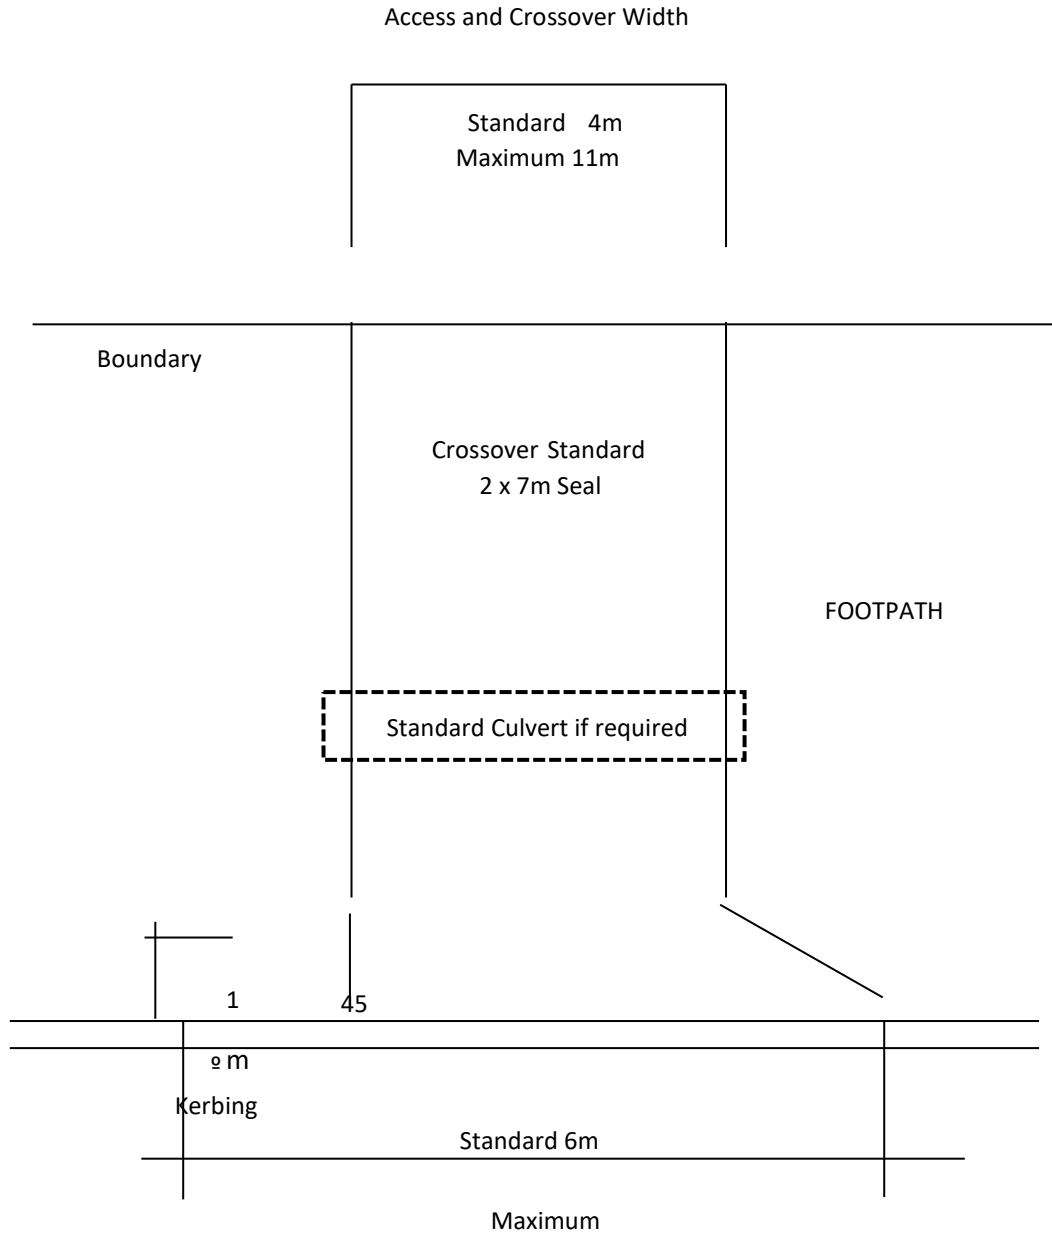 Access and Crossover Width
Standard 4m
Maximum 11m
Boundary
Crossover Standard
2 x 7m Seal
FOOTPATH
Standard Culvert if required
1 45
º m
Kerbing
Standard 6m
Maximum